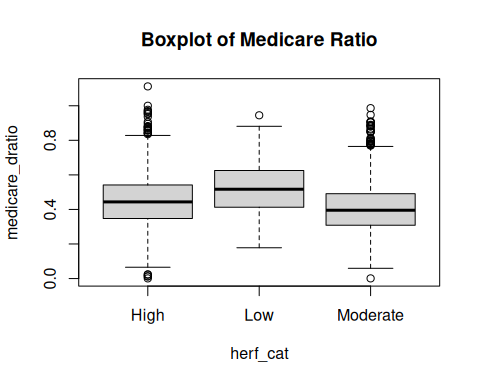 Boxplot of Medicare Ratio
medicare_dratio
0.8
0.4
0.0
High Low Moderate
herf_cat